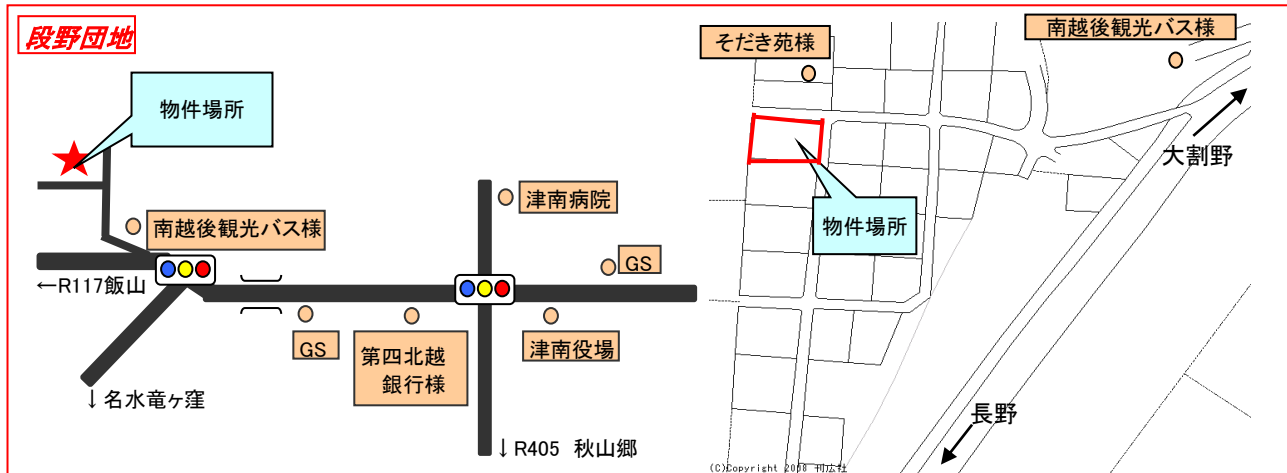 段野団地
物件場所
南越後観光バス様
←R117飯山
↓名水竜ヶ窪
GS
第四北越
銀行様
津南病院
GS
津南役場
↓R405 秋山郷
そだき苑様
南越後観光バス様
大割野
物件場所
長野
(C)Copyright 2018 刊広社